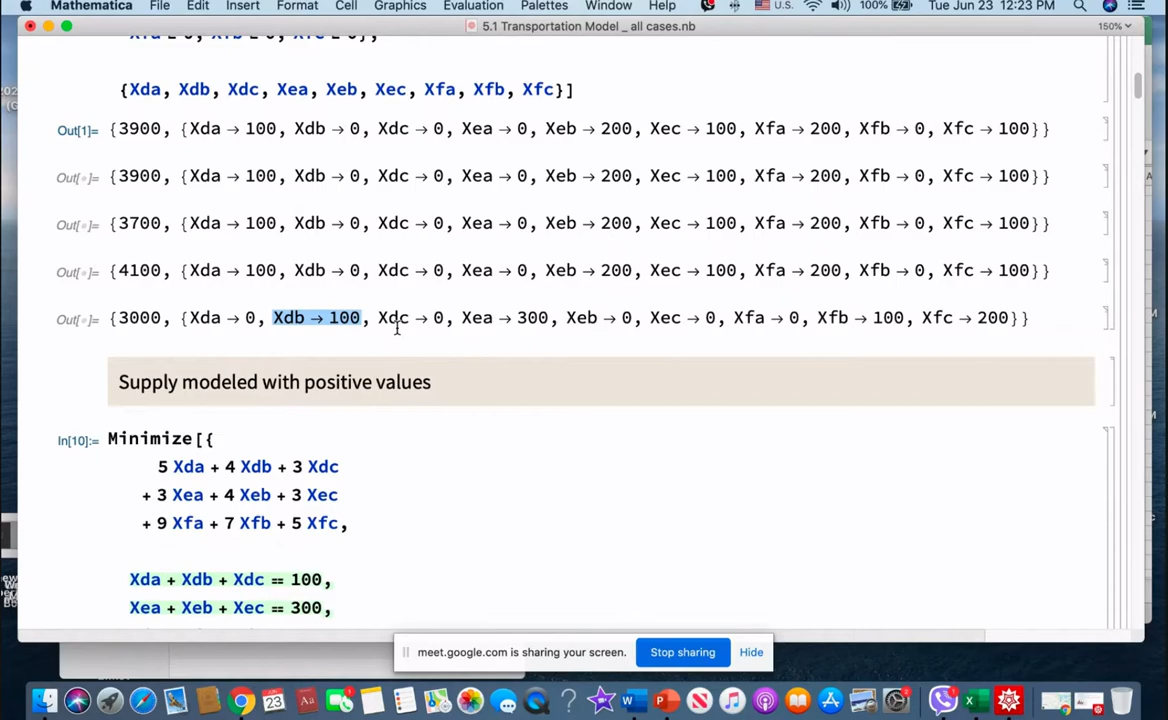 Mathematica File Edit Insert Format Cell Graphics Evaluation Palettes Window Help U.S. 100% Tue Jun 23 12:23 PM
5.1 Transportation Model _ all cases.nb 150%
{Xda, Xdb, Xdc, Xea, Xeb, Xec, Xfa, Xfb, Xfc}]
Out[1]= {3900, {Xda → 100, Xdb → 0, Xdc → 0, Xea → 0, Xeb → 200, Xec → 100, Xfa → 200, Xfb → 0, Xfc → 100}}
Out[•]= {3900, {Xda → 100, Xdb → 0, Xdc → 0, Xea → 0, Xeb → 200, Xec → 100, Xfa → 200, Xfb → 0, Xfc → 100}}
Out[•]= {3700, {Xda → 100, Xdb → 0, Xdc → 0, Xea → 0, Xeb → 200, Xec → 100, Xfa → 200, Xfb → 0, Xfc → 100}}
Out[•]= {4100, {Xda → 100, Xdb → 0, Xdc → 0, Xea → 0, Xeb → 200, Xec → 100, Xfa → 200, Xfb → 0, Xfc → 100}}
Out[•]= {3000, {Xda → 0, Xdb → 100, Xdc → 0, Xea → 300, Xeb → 0, Xec → 0, Xfa → 0, Xfb → 100, Xfc → 200}}
Supply modeled with positive values
In[10]:= Minimize[{
5 Xda + 4 Xdb + 3 Xdc
+ 3 Xea + 4 Xeb + 3 Xec
+ 9 Xfa + 7 Xfb + 5 Xfc,
Xda + Xdb + Xdc == 100,
Xea + Xeb + Xec == 300,
meet.google.com is sharing your screen. Stop sharing Hide